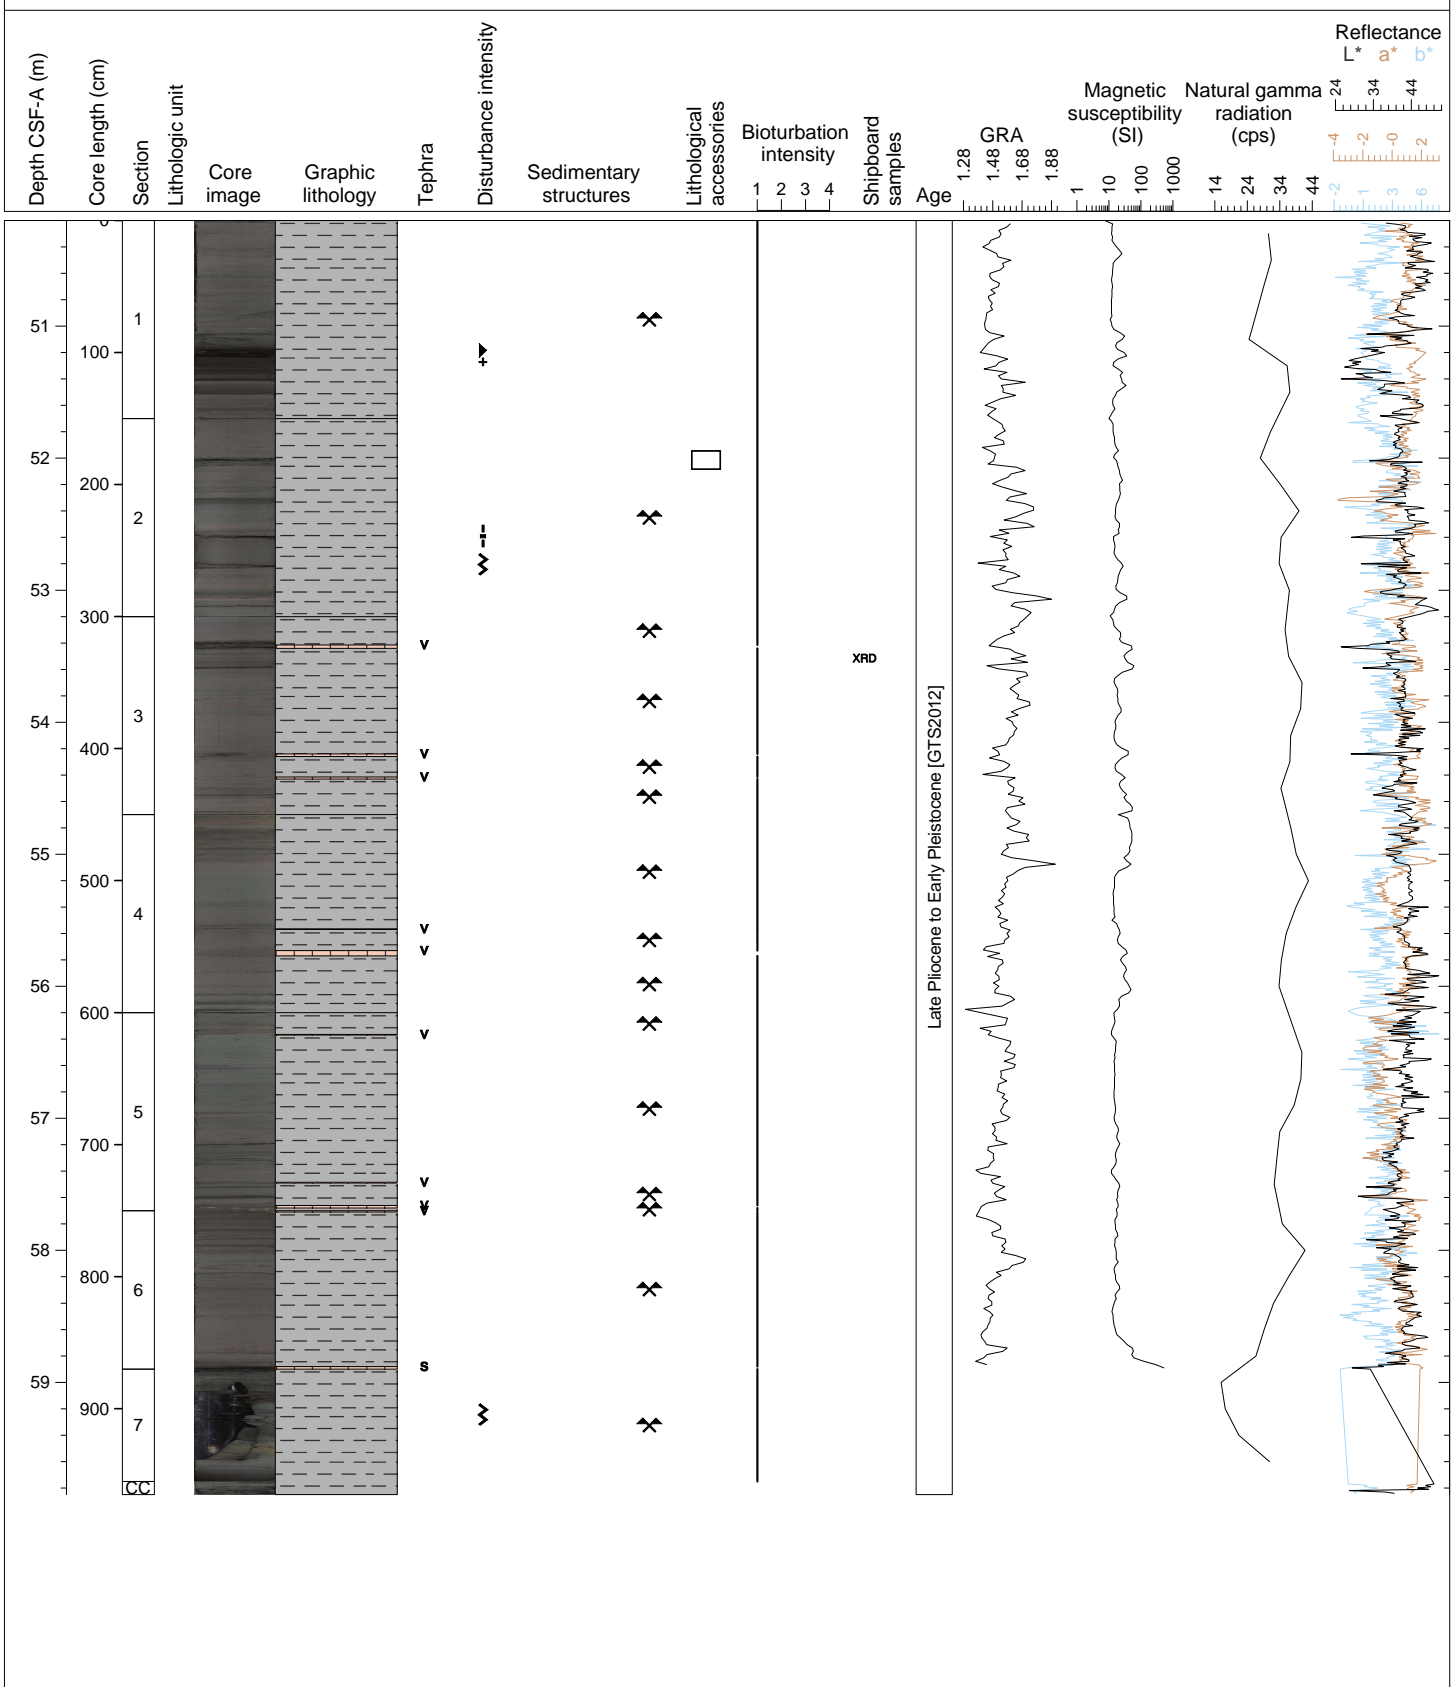 Reflectance
L* a* b*
Depth CSF-A (m)
Core length (cm)
Section
Lithologic unit
Core
image
Graphic
lithology
Tephra
Disturbance intensity
Sedimentary
structures
Lithological
accessories
Bioturbation
intensity
1 2 3 4
Shipboard
samples
Age
GRA
1.28 1.48 1.68 1.88
Magnetic
susceptibility
(SI)
1 10 100 1000
Natural gamma
radiation
(cps)
14 24 34 44
24 34 44
-4 -2 -0 2
-2 1 3 6
0
51
1
100
52
200
2
53
300
V
XRD
3
54
400
V
V
55
500
4
V
V
56
600
V
5
57
700
V
V
V
58
800
6
S
59
900
7
CC
Late Pliocene to Early Pleistocene [GTS2012]